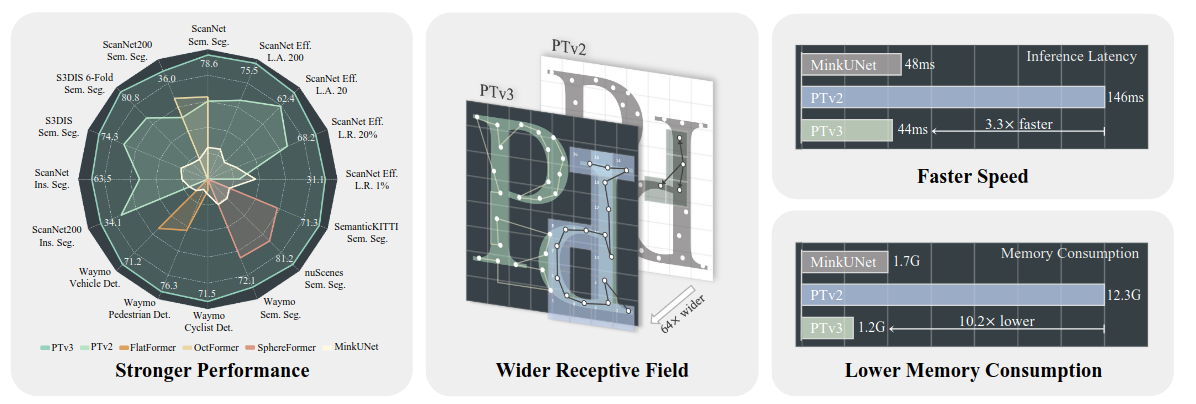 ScanNet
Sem. Seg.
78.6
ScanNet Eff.
L.A. 200
75.5
ScanNet Eff.
L.A. 20
62.4
ScanNet Eff.
L.R. 20%
68.2
ScanNet Eff.
L.R. 1%
31.1
SemanticKITTI
Sem. Seg.
71.3
nuScenes
Sem. Seg.
81.2
Waymo
Sem. Seg.
72.1
Waymo
Cyclist Det.
71.5
Waymo
Pedestrian Det.
76.3
Waymo
Vehicle Det.
71.2
ScanNet200
Ins. Seg.
34.1
ScanNet
Ins. Seg.
63.5
S3DIS
Sem. Seg.
74.3
S3DIS 6-Fold
Sem. Seg.
80.8
ScanNet200
Sem. Seg.
36.0
PTv3 PTv2 FlatFormer OctFormer SphereFormer MinkUNet
Stronger Performance
PTv2
PTv3
64× wider
Wider Receptive Field
Inference Latency
MinkUNet 48ms
PTv2 146ms
PTv3 44ms 3.3× faster
Faster Speed
Memory Consumption
MinkUNet 1.7G
PTv2 12.3G
PTv3 1.2G 10.2× lower
Lower Memory Consumption